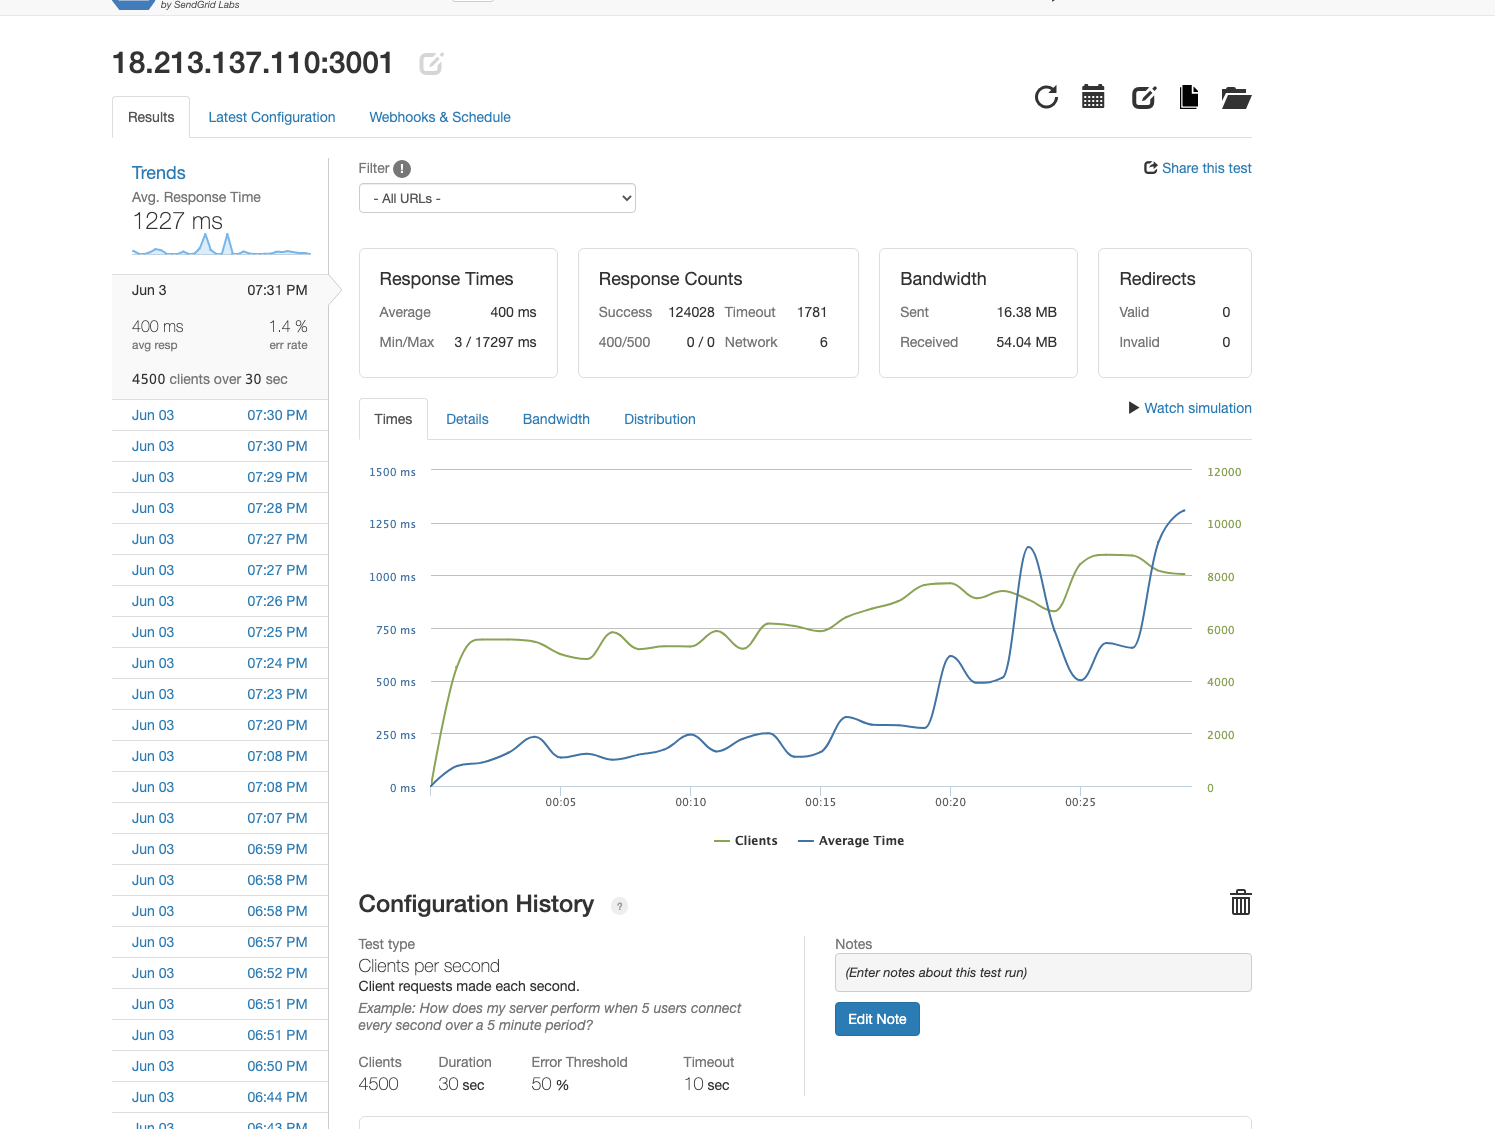 by SendGrid Labs
18.213.137.110:3001
Results
Latest Configuration
Webhooks & Schedule
Trends
Avg. Response Time
1227 ms
Jun 3 07:31 PM
400 ms 1.4 %
avg resp err rate
4500 clients over 30 sec
Jun 03 07:30 PM
Jun 03 07:30 PM
Jun 03 07:29 PM
Jun 03 07:28 PM
Jun 03 07:27 PM
Jun 03 07:27 PM
Jun 03 07:26 PM
Jun 03 07:25 PM
Jun 03 07:24 PM
Jun 03 07:23 PM
Jun 03 07:20 PM
Jun 03 07:08 PM
Jun 03 07:08 PM
Jun 03 07:07 PM
Jun 03 06:59 PM
Jun 03 06:58 PM
Jun 03 06:58 PM
Jun 03 06:57 PM
Jun 03 06:52 PM
Jun 03 06:51 PM
Jun 03 06:51 PM
Jun 03 06:50 PM
Jun 03 06:44 PM
Jun 03 06:43 PM
Filter !
- All URLs -
Share this test
Response Times
Average 400 ms
Min/Max 3 / 17297 ms
Response Counts
Success 124028 Timeout 1781
400/500 0 / 0 Network 6
Bandwidth
Sent 16.38 MB
Received 54.04 MB
Redirects
Valid 0
Invalid 0
Times
Details
Bandwidth
Distribution
Watch simulation
1500 ms 12000
1250 ms 10000
1000 ms 8000
750 ms 6000
500 ms 4000
250 ms 2000
0 ms 0
00:05 00:10 00:15 00:20 00:25
Clients Average Time
Configuration History ?
Test type
Clients per second
Client requests made each second.
Example: How does my server perform when 5 users connect
every second over a 5 minute period?
Clients Duration Error Threshold Timeout
4500 30 sec 50 % 10 sec
Notes
(Enter notes about this test run)
Edit Note